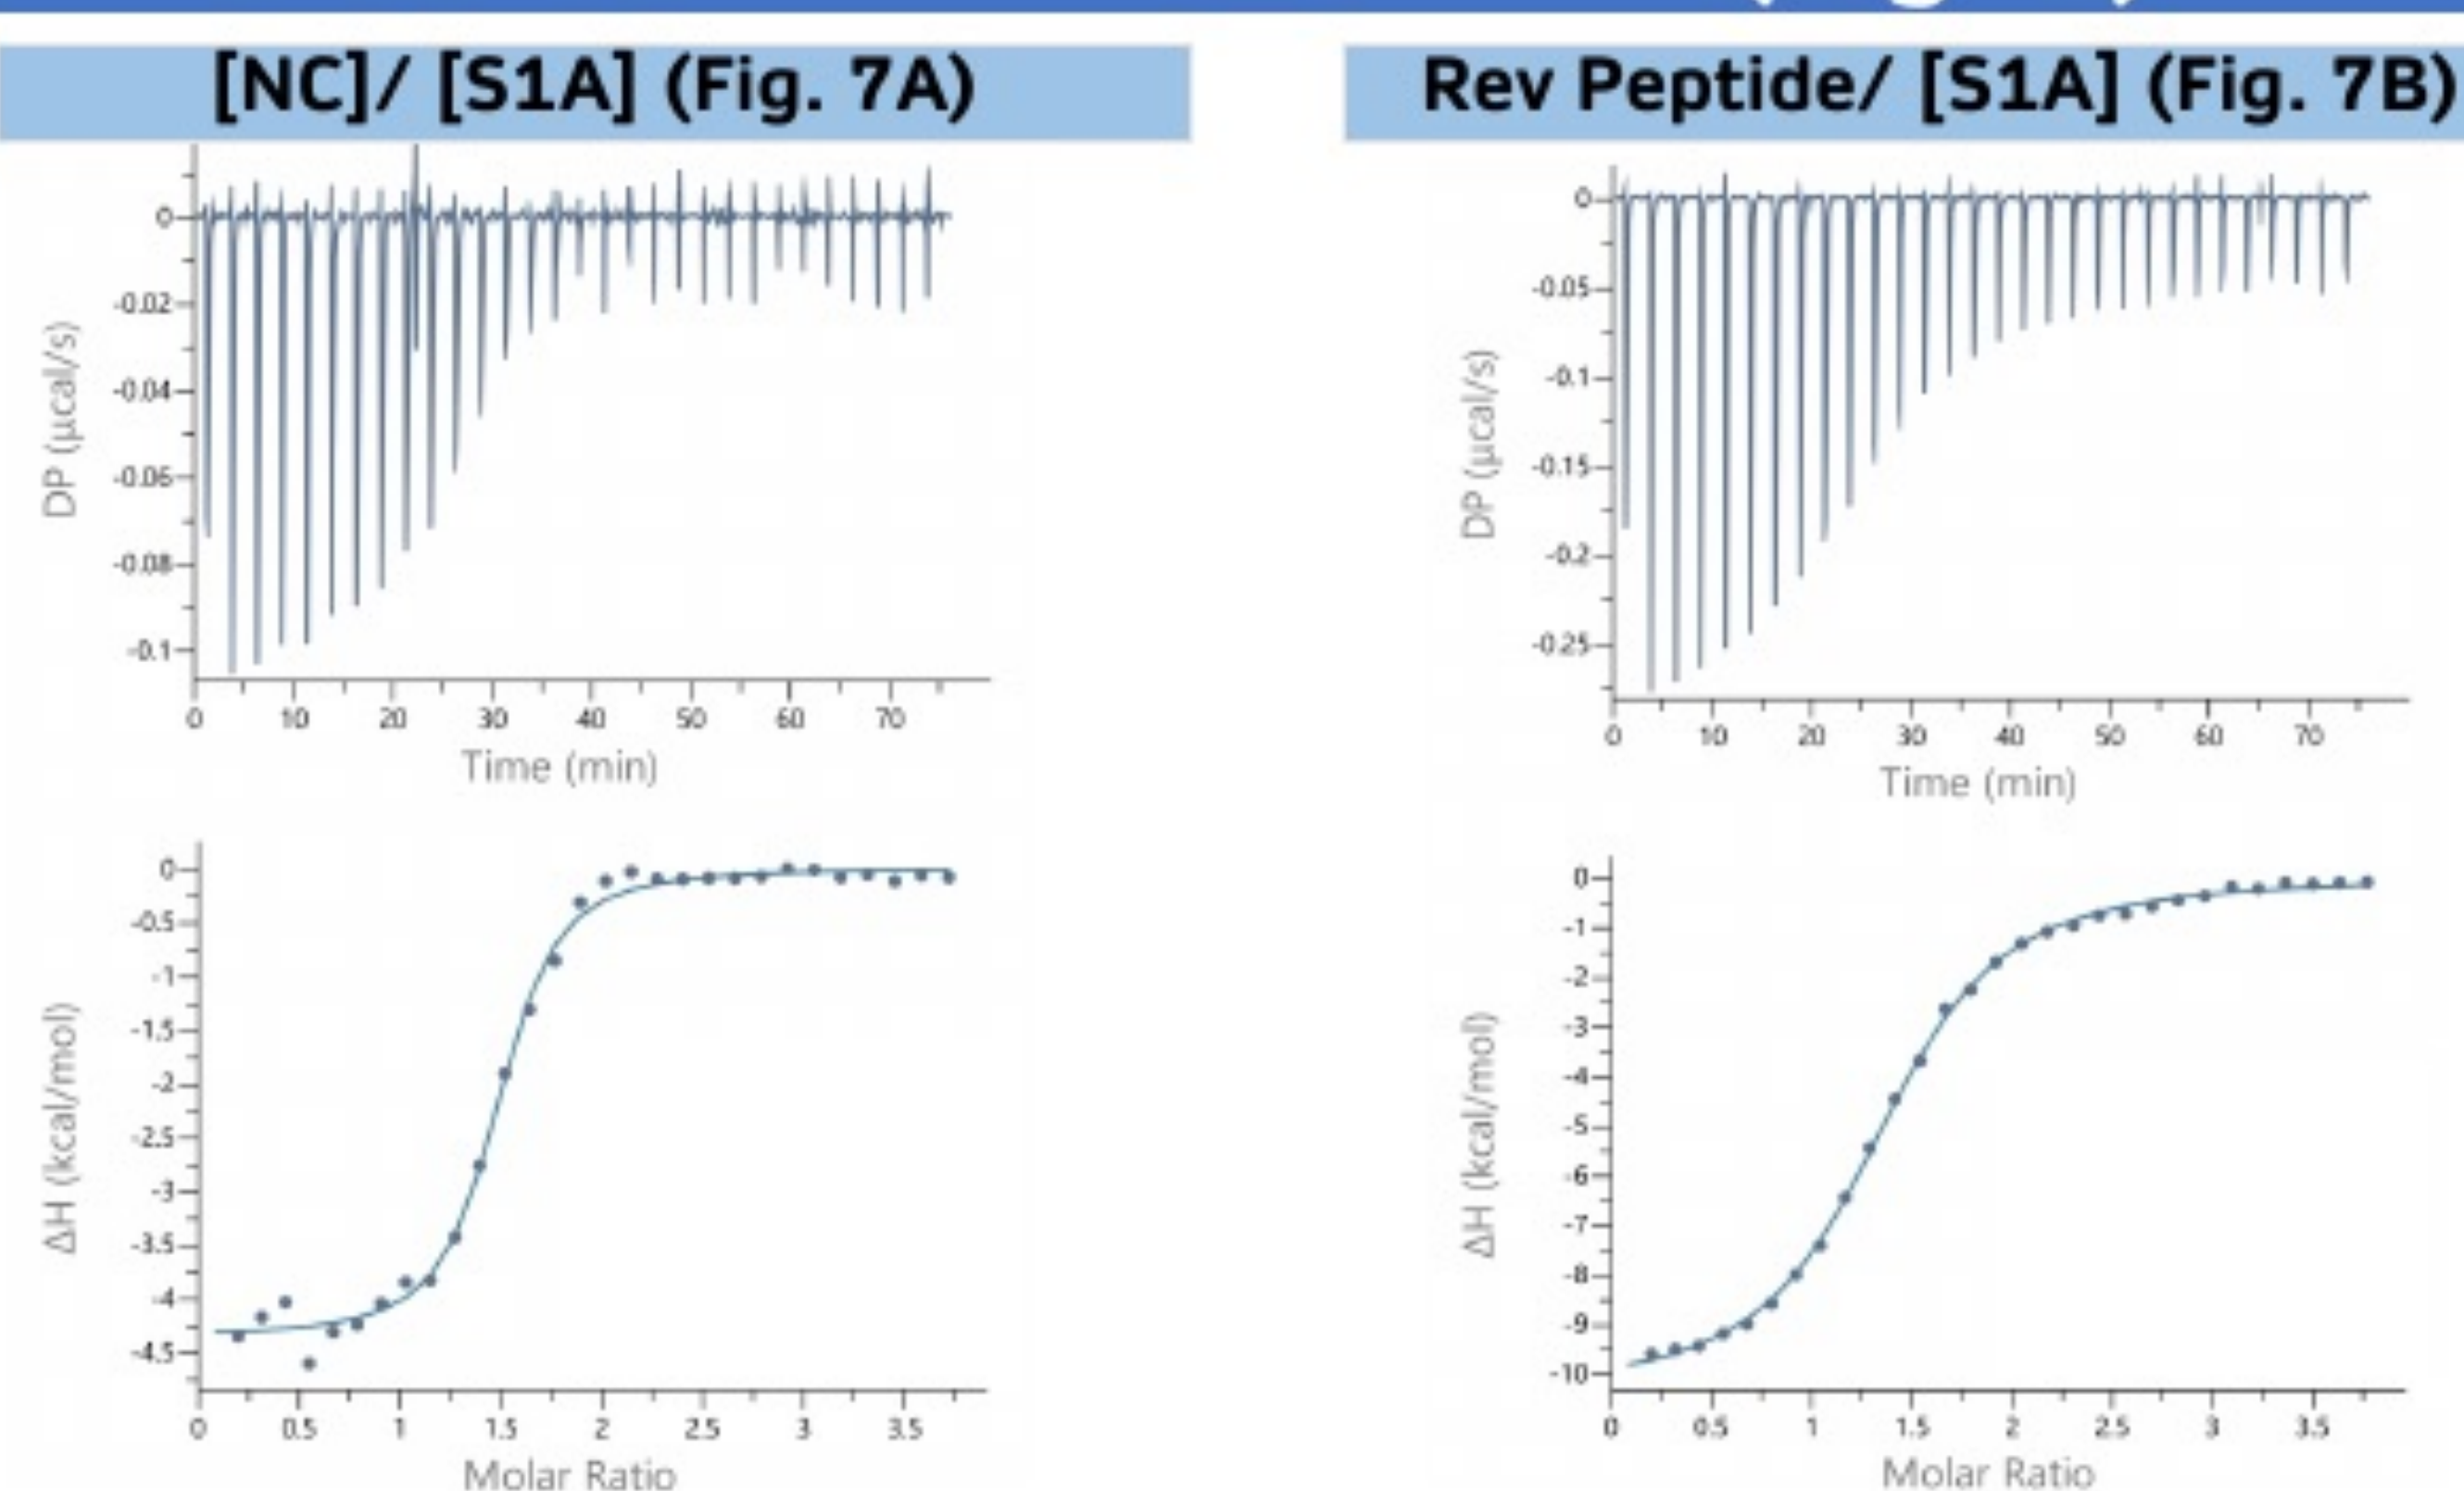 [NC]/ [S1A] (Fig. 7A)
Rev Peptide/ [S1A] (Fig. 7B)
0
-0.02
-0.04
-0.06
-0.08
-0.1
DP (μcal/s)
0 10 20 30 40 50 60 70
Time (min)
0
-0.05
-0.1
-0.15
-0.2
-0.25
DP (μcal/s)
0 10 20 30 40 50 60 70
Time (min)
0
-0.5
-1
-1.5
-2
-2.5
-3
-3.5
-4
-4.5
ΔH (kcal/mol)
0 0.5 1 1.5 2 2.5 3 3.5
Molar Ratio
0
-1
-2
-3
-4
-5
-6
-7
-8
-9
-10
ΔH (kcal/mol)
0 0.5 1 1.5 2 2.5 3 3.5
Molar Ratio